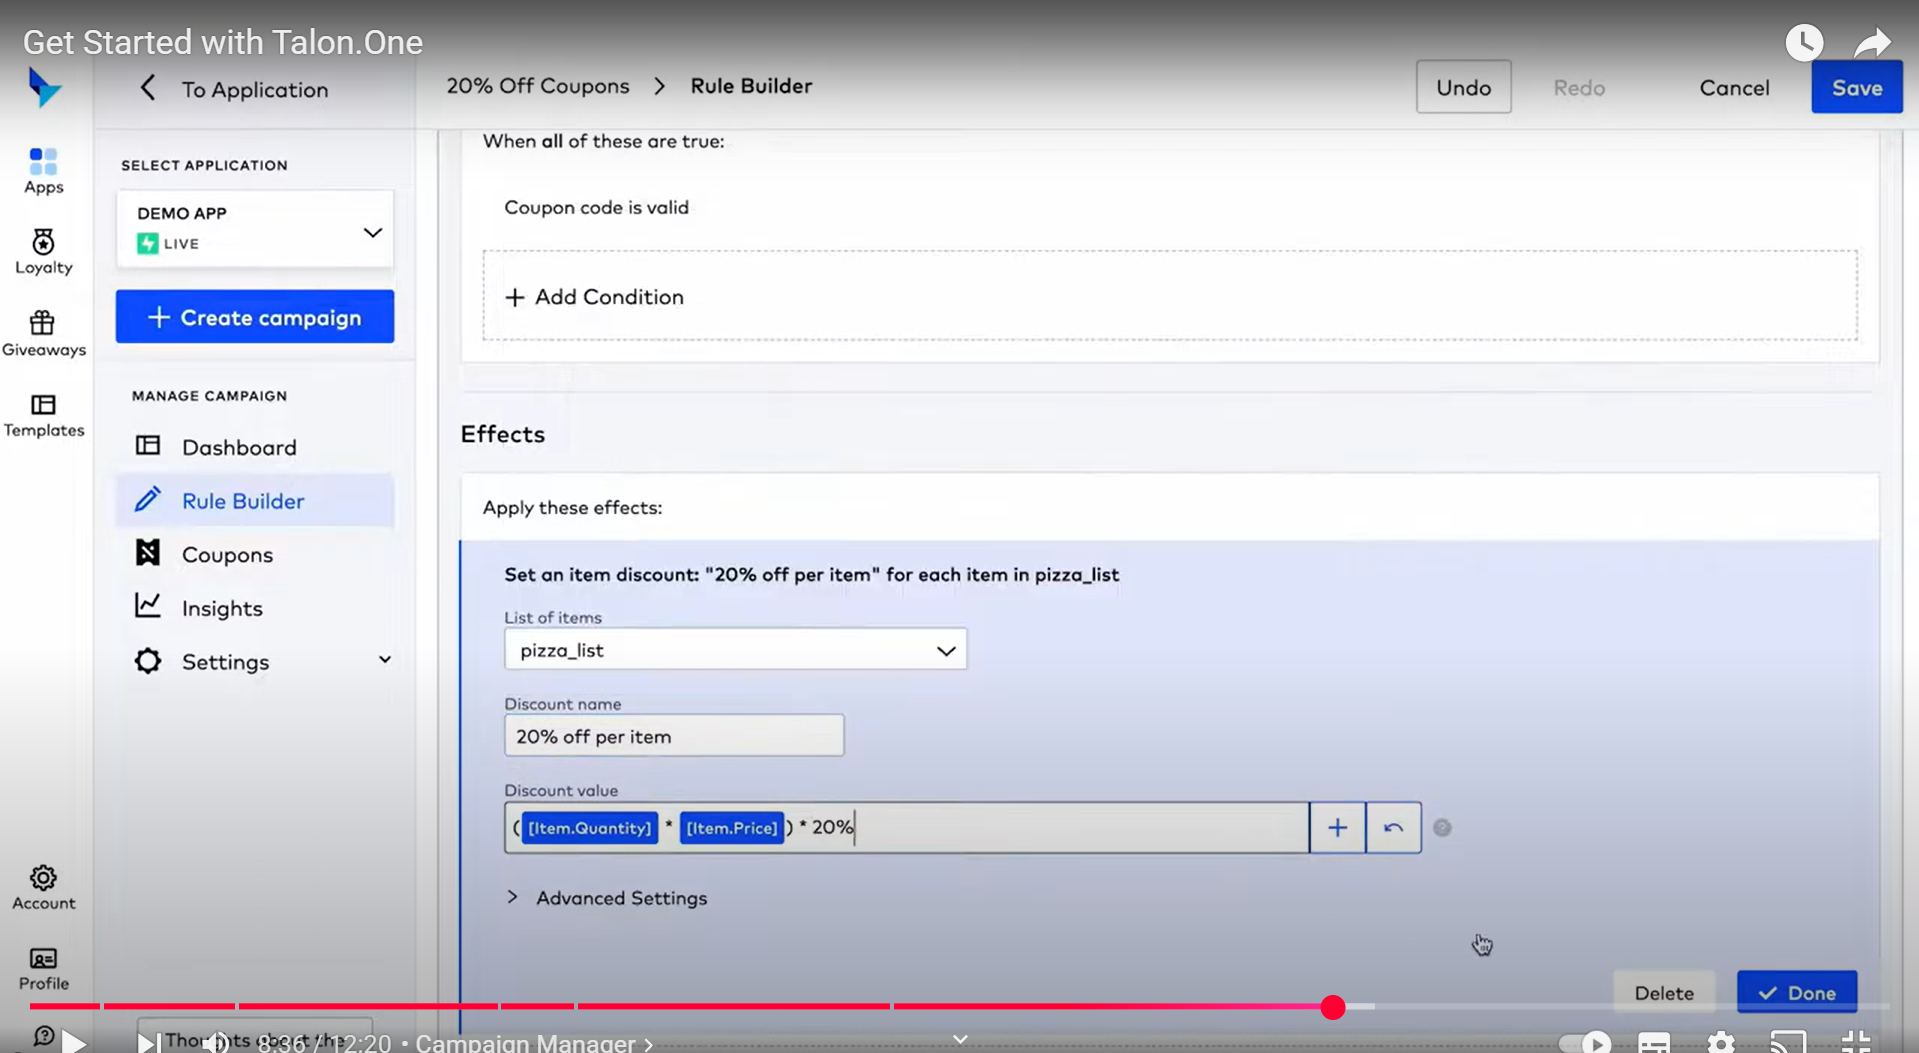 Get Started with Talon.One
To Application
20% Off Coupons > Rule Builder
Undo
Redo
Cancel
Save
When all of these are true:
Apps
SELECT APPLICATION
DEMO APP
LIVE
Coupon code is valid
Loyalty
+ Add Condition
+ Create campaign
Giveaways
MANAGE CAMPAIGN
Templates
Effects
Dashboard
Rule Builder
Apply these effects:
Coupons
Set an item discount: "20% off per item" for each item in pizza_list
Insights
List of items
pizza_list
Settings
Discount name
20% off per item
Discount value
([Item.Quantity] * [Item.Price]) * 20%
Account
> Advanced Settings
Profile
Delete
Done
Thoughts about the
8:36 / 12:20 • Campaign Manager >